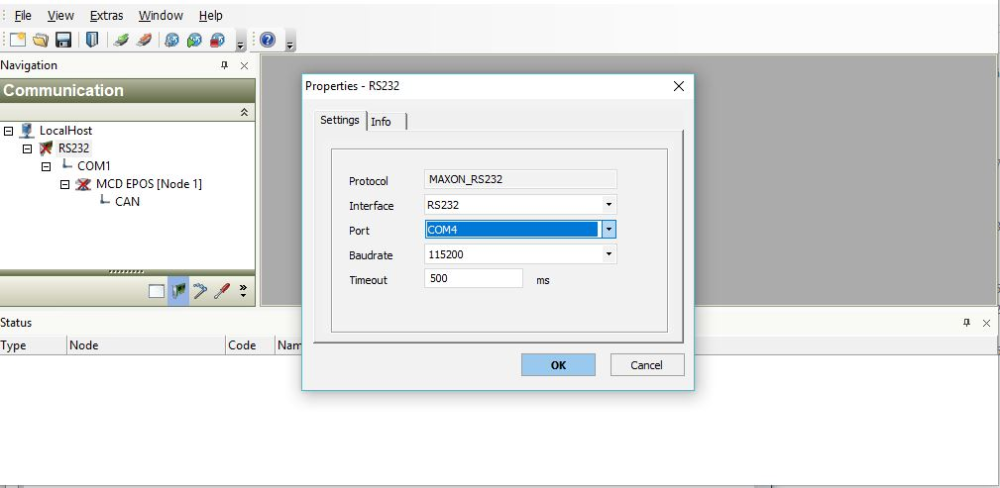 File View Extras Window Help
Navigation
Communication
LocalHost
RS232
COM1
MCD EPOS [Node 1]
CAN
Properties - RS232
Settings Info
Protocol MAXON_RS232
Interface RS232
Port COM4
Baudrate 115200
Timeout 500 ms
OK Cancel
Status
Type Node Code Nam